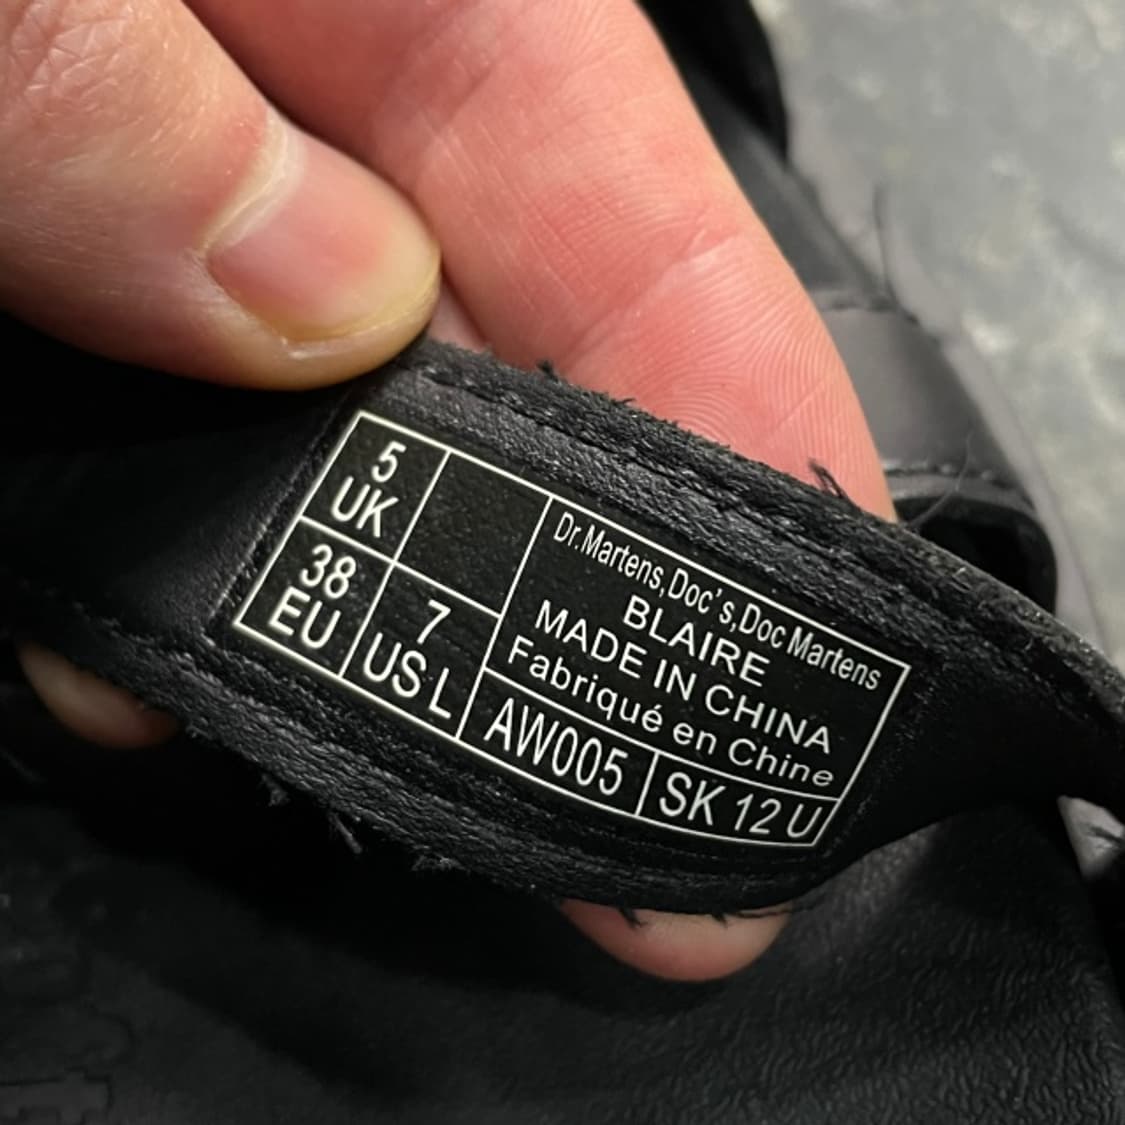 5
UK
38
EU
7
US L
Dr.Martens,Doc's,Doc Martens
BLAIRE
MADE IN CHINA
Fabriqué en Chine
AW005
SK 12 U